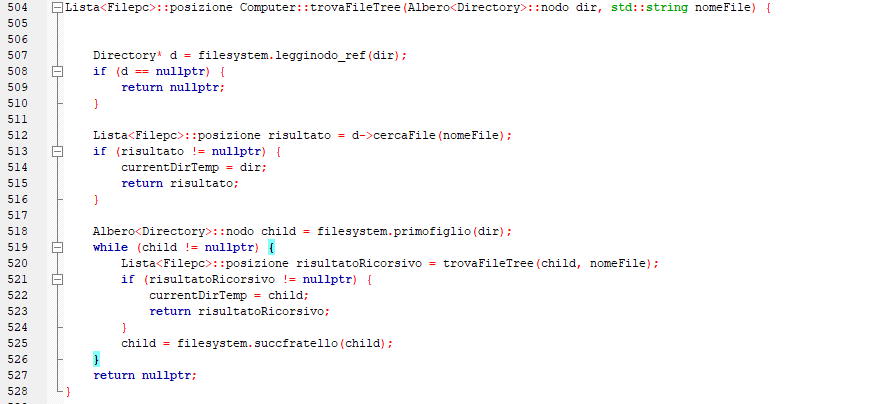 504 Lista<Filepc>::posizione Computer::trovaFileTree(Albero<Directory>::nodo dir, std::string nomeFile) {
505
506
507 Directory* d = filesystem.legginodo_ref(dir);
508 if (d == nullptr) {
509 return nullptr;
510 }
511
512 Lista<Filepc>::posizione risultato = d->cercaFile(nomeFile);
513 if (risultato != nullptr) {
514 currentDirTemp = dir;
515 return risultato;
516 }
517
518 Albero<Directory>::nodo child = filesystem.primofiglio(dir);
519 while (child != nullptr) {
520 Lista<Filepc>::posizione risultatoRicorsivo = trovaFileTree(child, nomeFile);
521 if (risultatoRicorsivo != nullptr) {
522 currentDirTemp = child;
523 return risultatoRicorsivo;
524 }
525 child = filesystem.succfratello(child);
526 }
527 return nullptr;
528 }